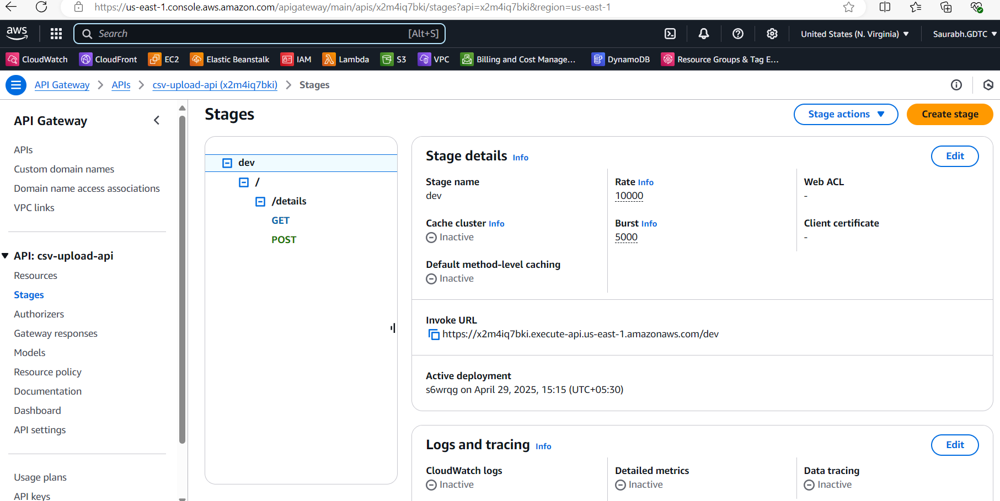 https://us-east-1.console.aws.amazon.com/apigateway/main/apis/x2m4iq7bki/stages?api=x2m4iq7bki&region=us-east-1
aws
Search
[Alt+S]
United States (N. Virginia)
Saurabh.GDTC
CloudWatch
CloudFront
EC2
Elastic Beanstalk
IAM
Lambda
S3
VPC
Billing and Cost Manage...
DynamoDB
Resource Groups & Tag E...
API Gateway
APIs
csv-upload-api (x2m4iq7bki)
Stages
API Gateway
APIs
Custom domain names
Domain name access associations
VPC links
API: csv-upload-api
Resources
Stages
Authorizers
Gateway responses
Models
Resource policy
Documentation
Dashboard
API settings
Usage plans
API keys
Stages
Stage actions
Create stage
dev
/
/details
GET
POST
Stage details Info
Edit
Stage name
dev
Rate Info
10000
Web ACL
-
Cache cluster Info
Inactive
Burst Info
5000
Client certificate
-
Default method-level caching
Inactive
Invoke URL
https://x2m4iq7bki.execute-api.us-east-1.amazonaws.com/dev
Active deployment
s6wrqg on April 29, 2025, 15:15 (UTC+05:30)
Logs and tracing Info
Edit
CloudWatch logs
Inactive
Detailed metrics
Inactive
Data tracing
Inactive